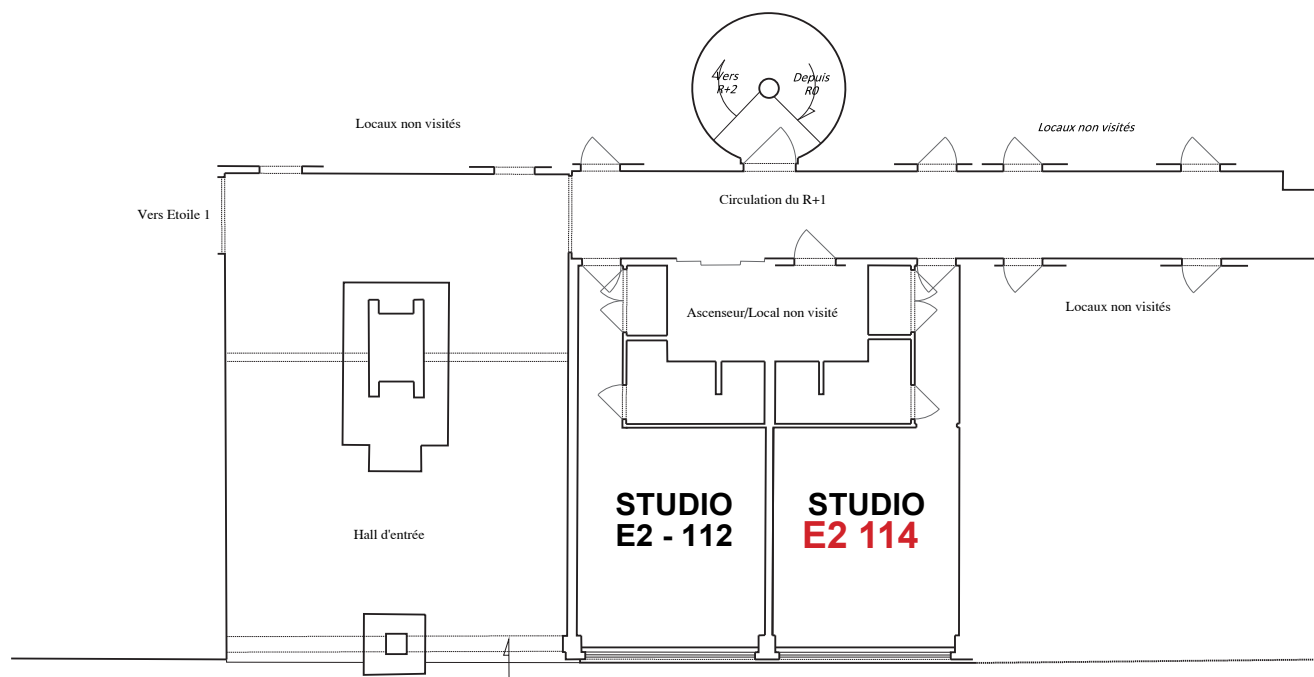 Vers
R+2
Depuis
R0
Locaux non visités
Locaux non visités
Vers Etoile 1
Circulation du R+1
Ascenseur/Local non visité
Locaux non visités
STUDIO
E2 - 112
STUDIO
E2 114
Hall d'entrée